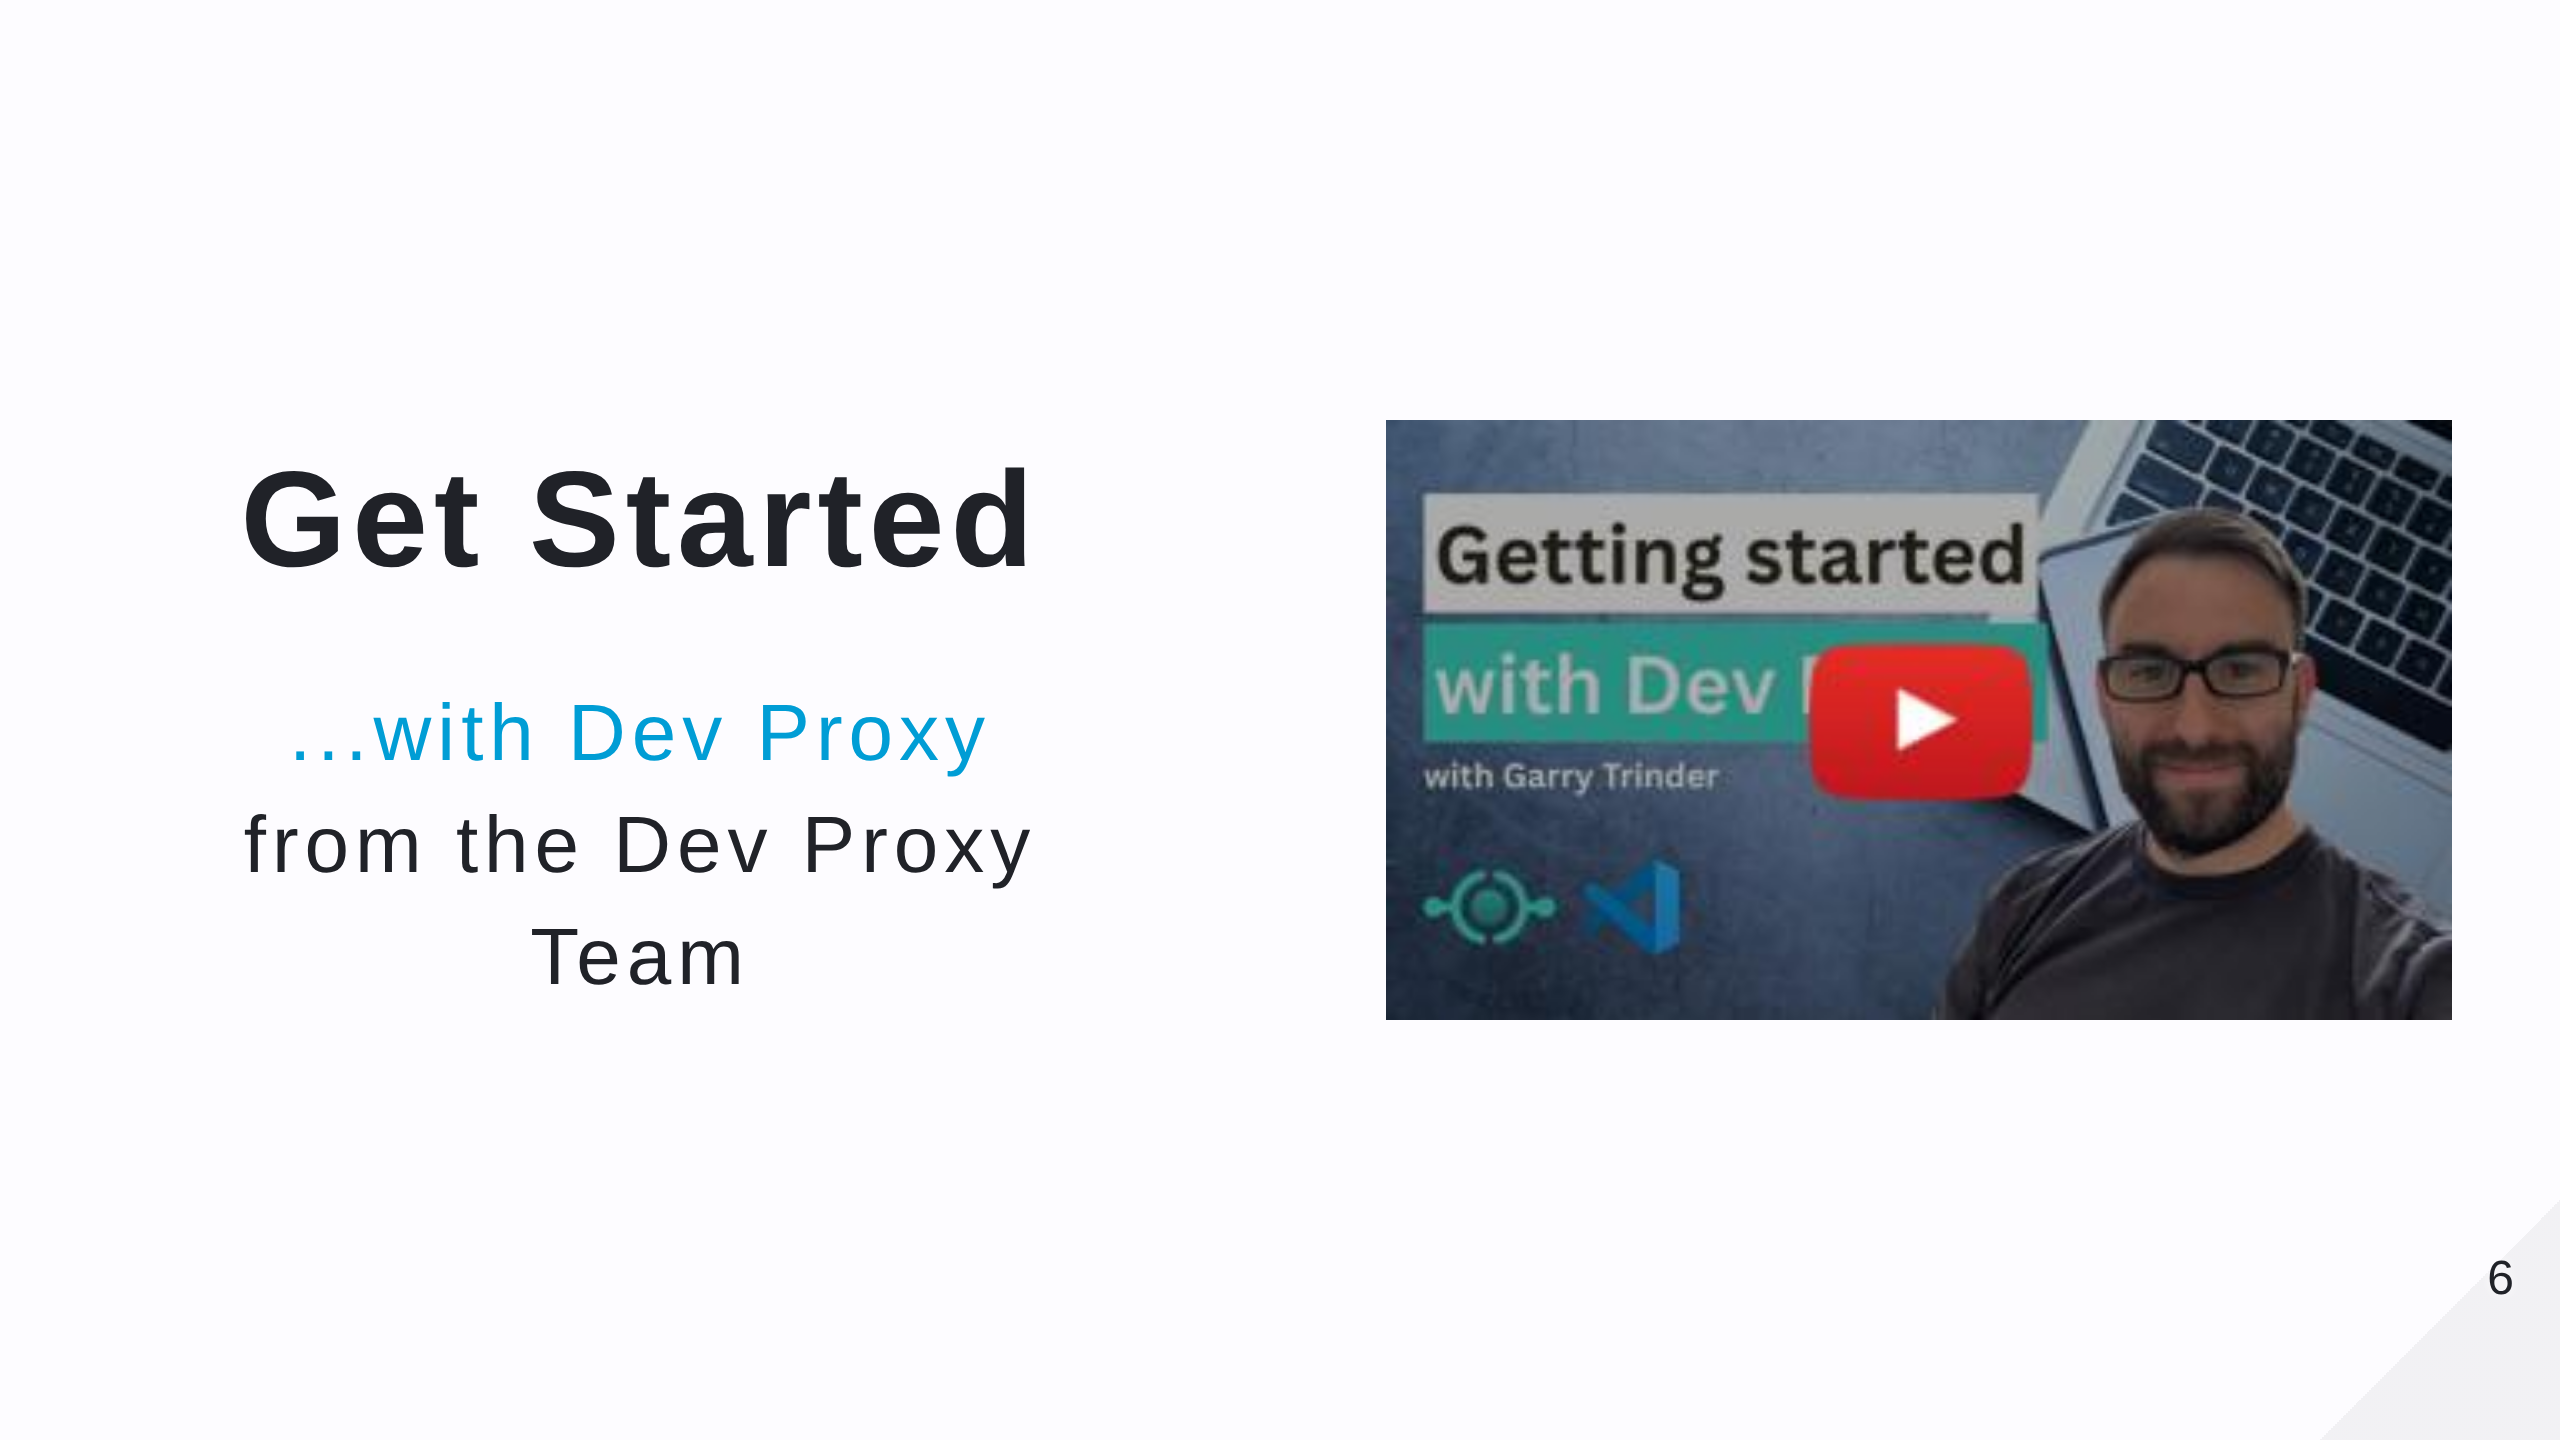 Get Started
...with Dev Proxy
from the Dev Proxy
Team
Getting started
with Dev
with Garry Trinder
6